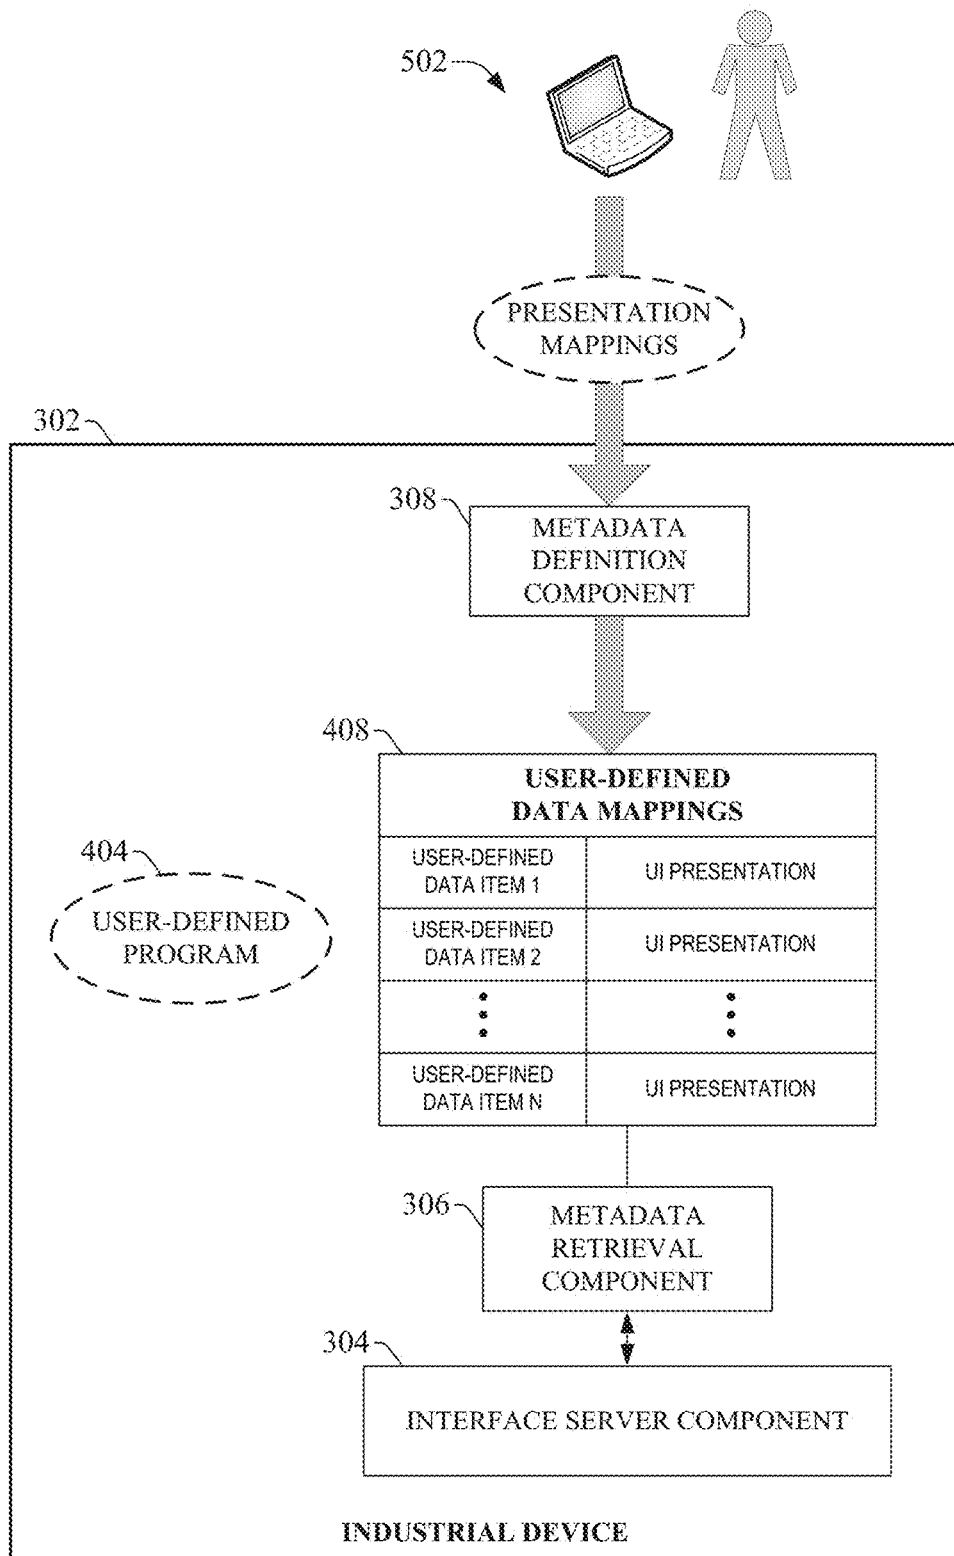 502
PRESENTATION
MAPPINGS
302
308
METADATA
DEFINITION
COMPONENT
408
USER-DEFINED
DATA MAPPINGS
404
USER-DEFINED
PROGRAM
USER-DEFINED
DATA ITEM 1
UI PRESENTATION
USER-DEFINED
DATA ITEM 2
UI PRESENTATION
USER-DEFINED
DATA ITEM N
UI PRESENTATION
306
METADATA
RETRIEVAL
COMPONENT
304
INTERFACE SERVER COMPONENT
INDUSTRIAL DEVICE